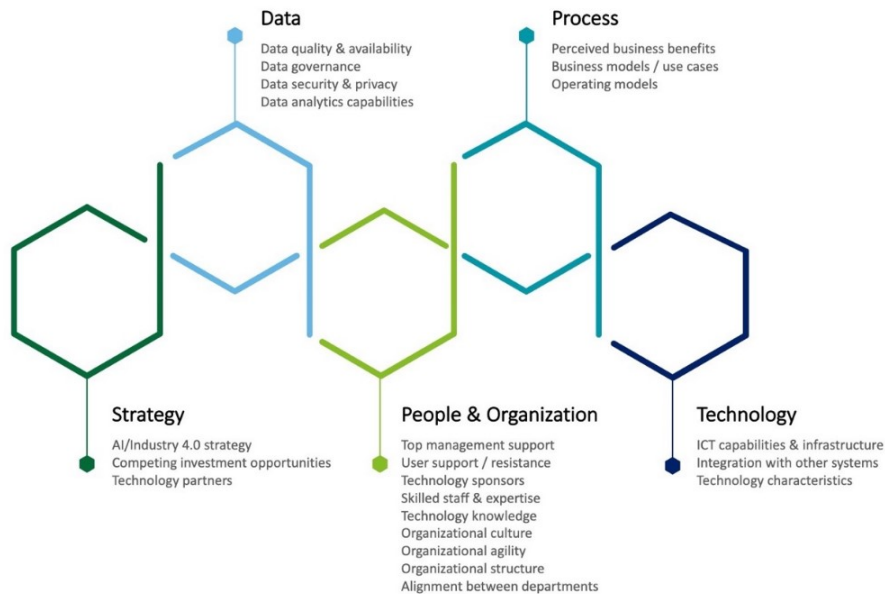 Data
Data quality & availability
Data governance
Data security & privacy
Data analytics capabilities
Process
Perceived business benefits
Business models / use cases
Operating models
Strategy
AI/Industry 4.0 strategy
Competing investment opportunities
Technology partners
People & Organization
Top management support
User support / resistance
Technology sponsors
Skilled staff & expertise
Technology knowledge
Organizational culture
Organizational agility
Organizational structure
Alignment between departments
Technology
ICT capabilities & infrastructure
Integration with other systems
Technology characteristics